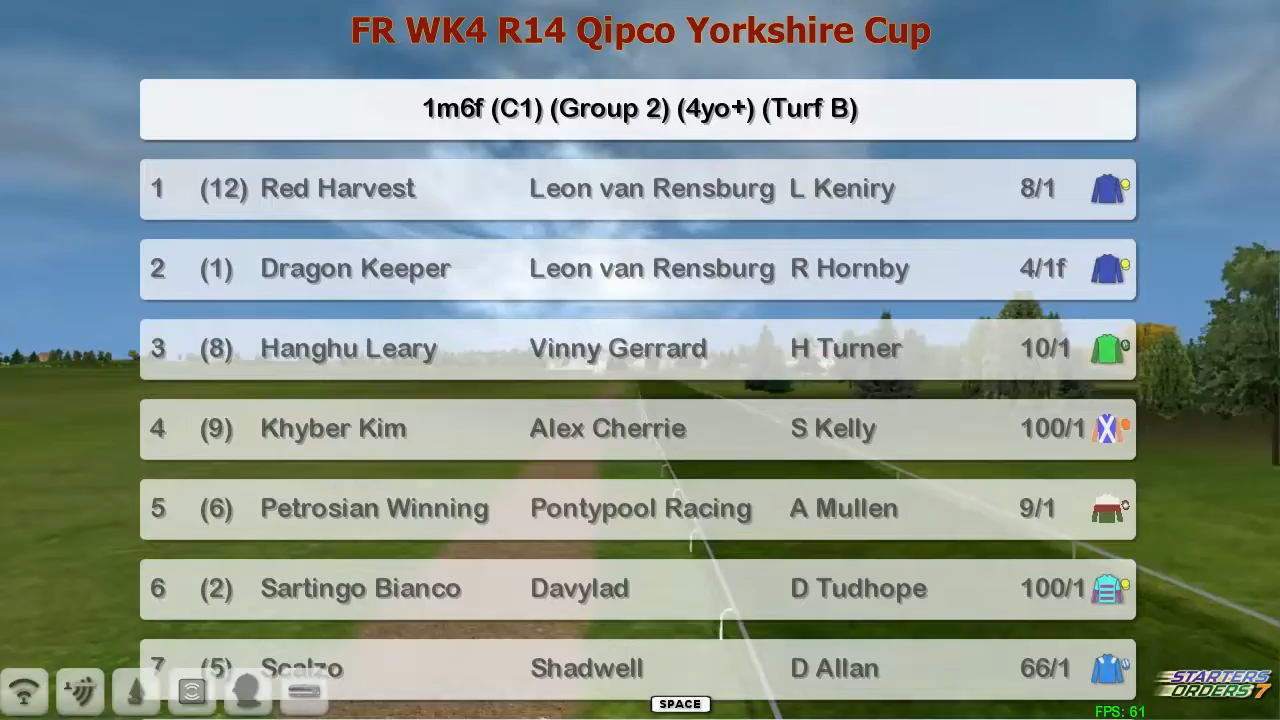 FR WK4 R14 Qipco Yorkshire Cup
1m6f (C1) (Group 2) (4yo+) (Turf B)
1 (12) Red Harvest Leon van Rensburg L Keniry 8/1
2 (1) Dragon Keeper Leon van Rensburg R Hornby 4/1f
3 (8) Hanghu Leary Vinny Gerrard H Turner 10/1
4 (9) Khyber Kim Alex Cherrie S Kelly 100/1
5 (6) Petrosian Winning Pontypool Racing A Mullen 9/1
6 (2) Sartingo Bianco Davylad D Tudhope 100/1
7 (5) Scalzo Shadwell D Allan 66/1
STARTERS
ORDERS 7
SPACE
FPS: 61